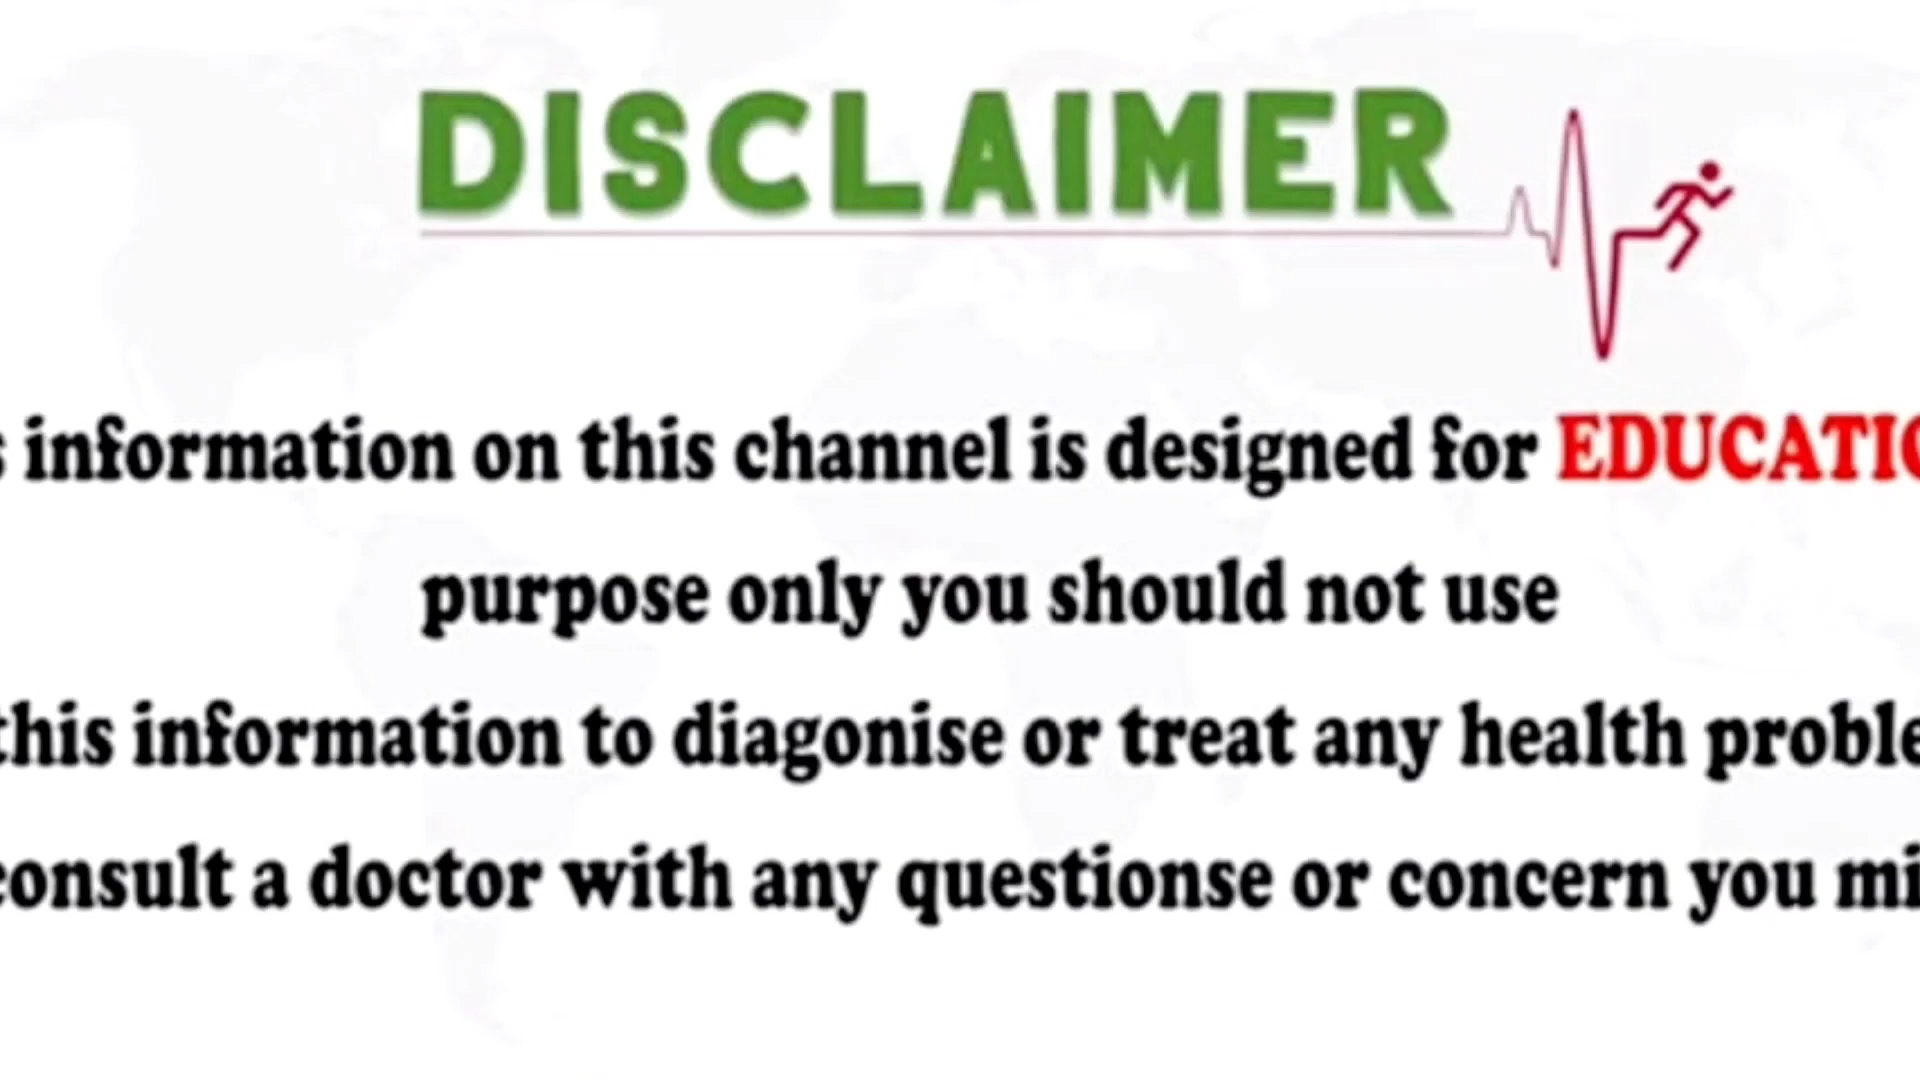 DISCLAIMER
information on this channel is designed for EDUCATIO
purpose only you should not use
this information to diagonise or treat any health proble
consult a doctor with any questionse or concern you mi